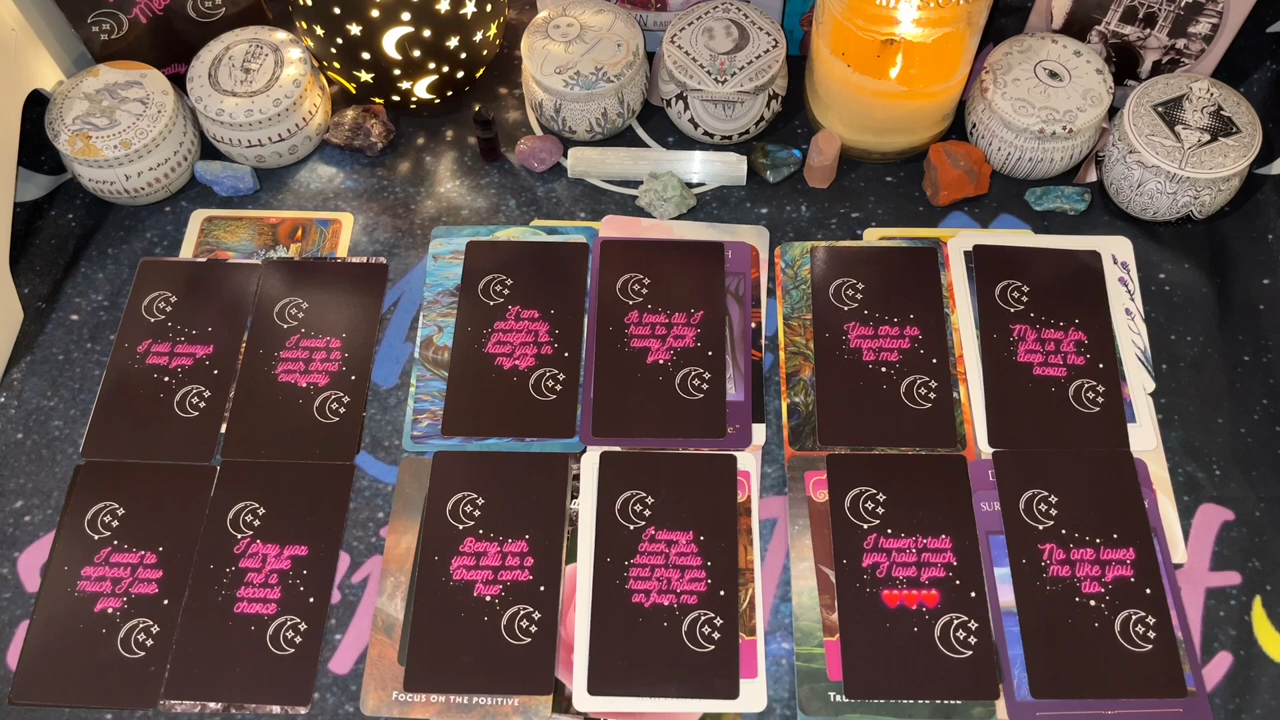 I will always
love you
I want to
wake up in
your arms
everyday
I am
extremely
grateful to
have you in
my life
It took all I
had to stay
away from
you
You are so
important
to me
My love for
you is as
deep as the
ocean
I want to
express how
much I love
you
I pray you
will give
me a
second
chance
Being with
you will be a
dream come
true
I always
check your
social media
and pray you
haven't moved
on from me
I haven't told
you how much
I love you
No one loves
me like you
do.
FOCUS ON THE POSITIVE